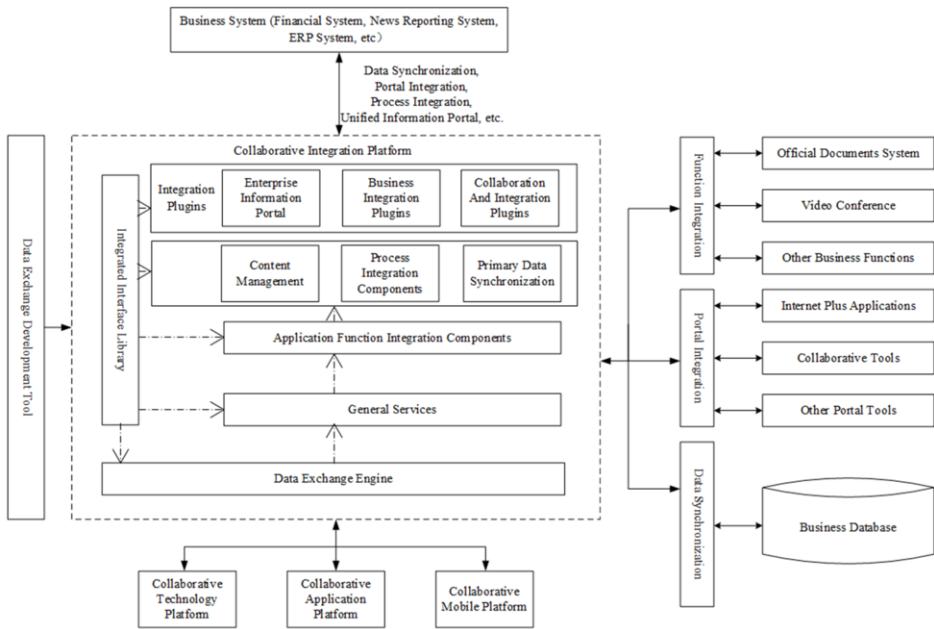 Business System (Financial System, News Reporting System,
ERP System, etc）
Data Synchronization,
Portal Integration,
Process Integration,
Unified Information Portal, etc.
Data Exchange Development Tool
Collaborative Integration Platform
Integrated Interface Library
Integration
Plugins
Enterprise
Information
Portal
Business
Integration
Plugins
Collaboration
And Integration
Plugins
Content
Management
Process
Integration
Components
Primary Data
Synchronization
Application Function Integration Components
General Services
Data Exchange Engine
Collaborative
Technology
Platform
Collaborative
Application
Platform
Collaborative
Mobile Platform
Function Integration
Official Documents System
Video Conference
Other Business Functions
Portal Integration
Internet Plus Applications
Collaborative Tools
Other Portal Tools
Data Synchronization
Business Database